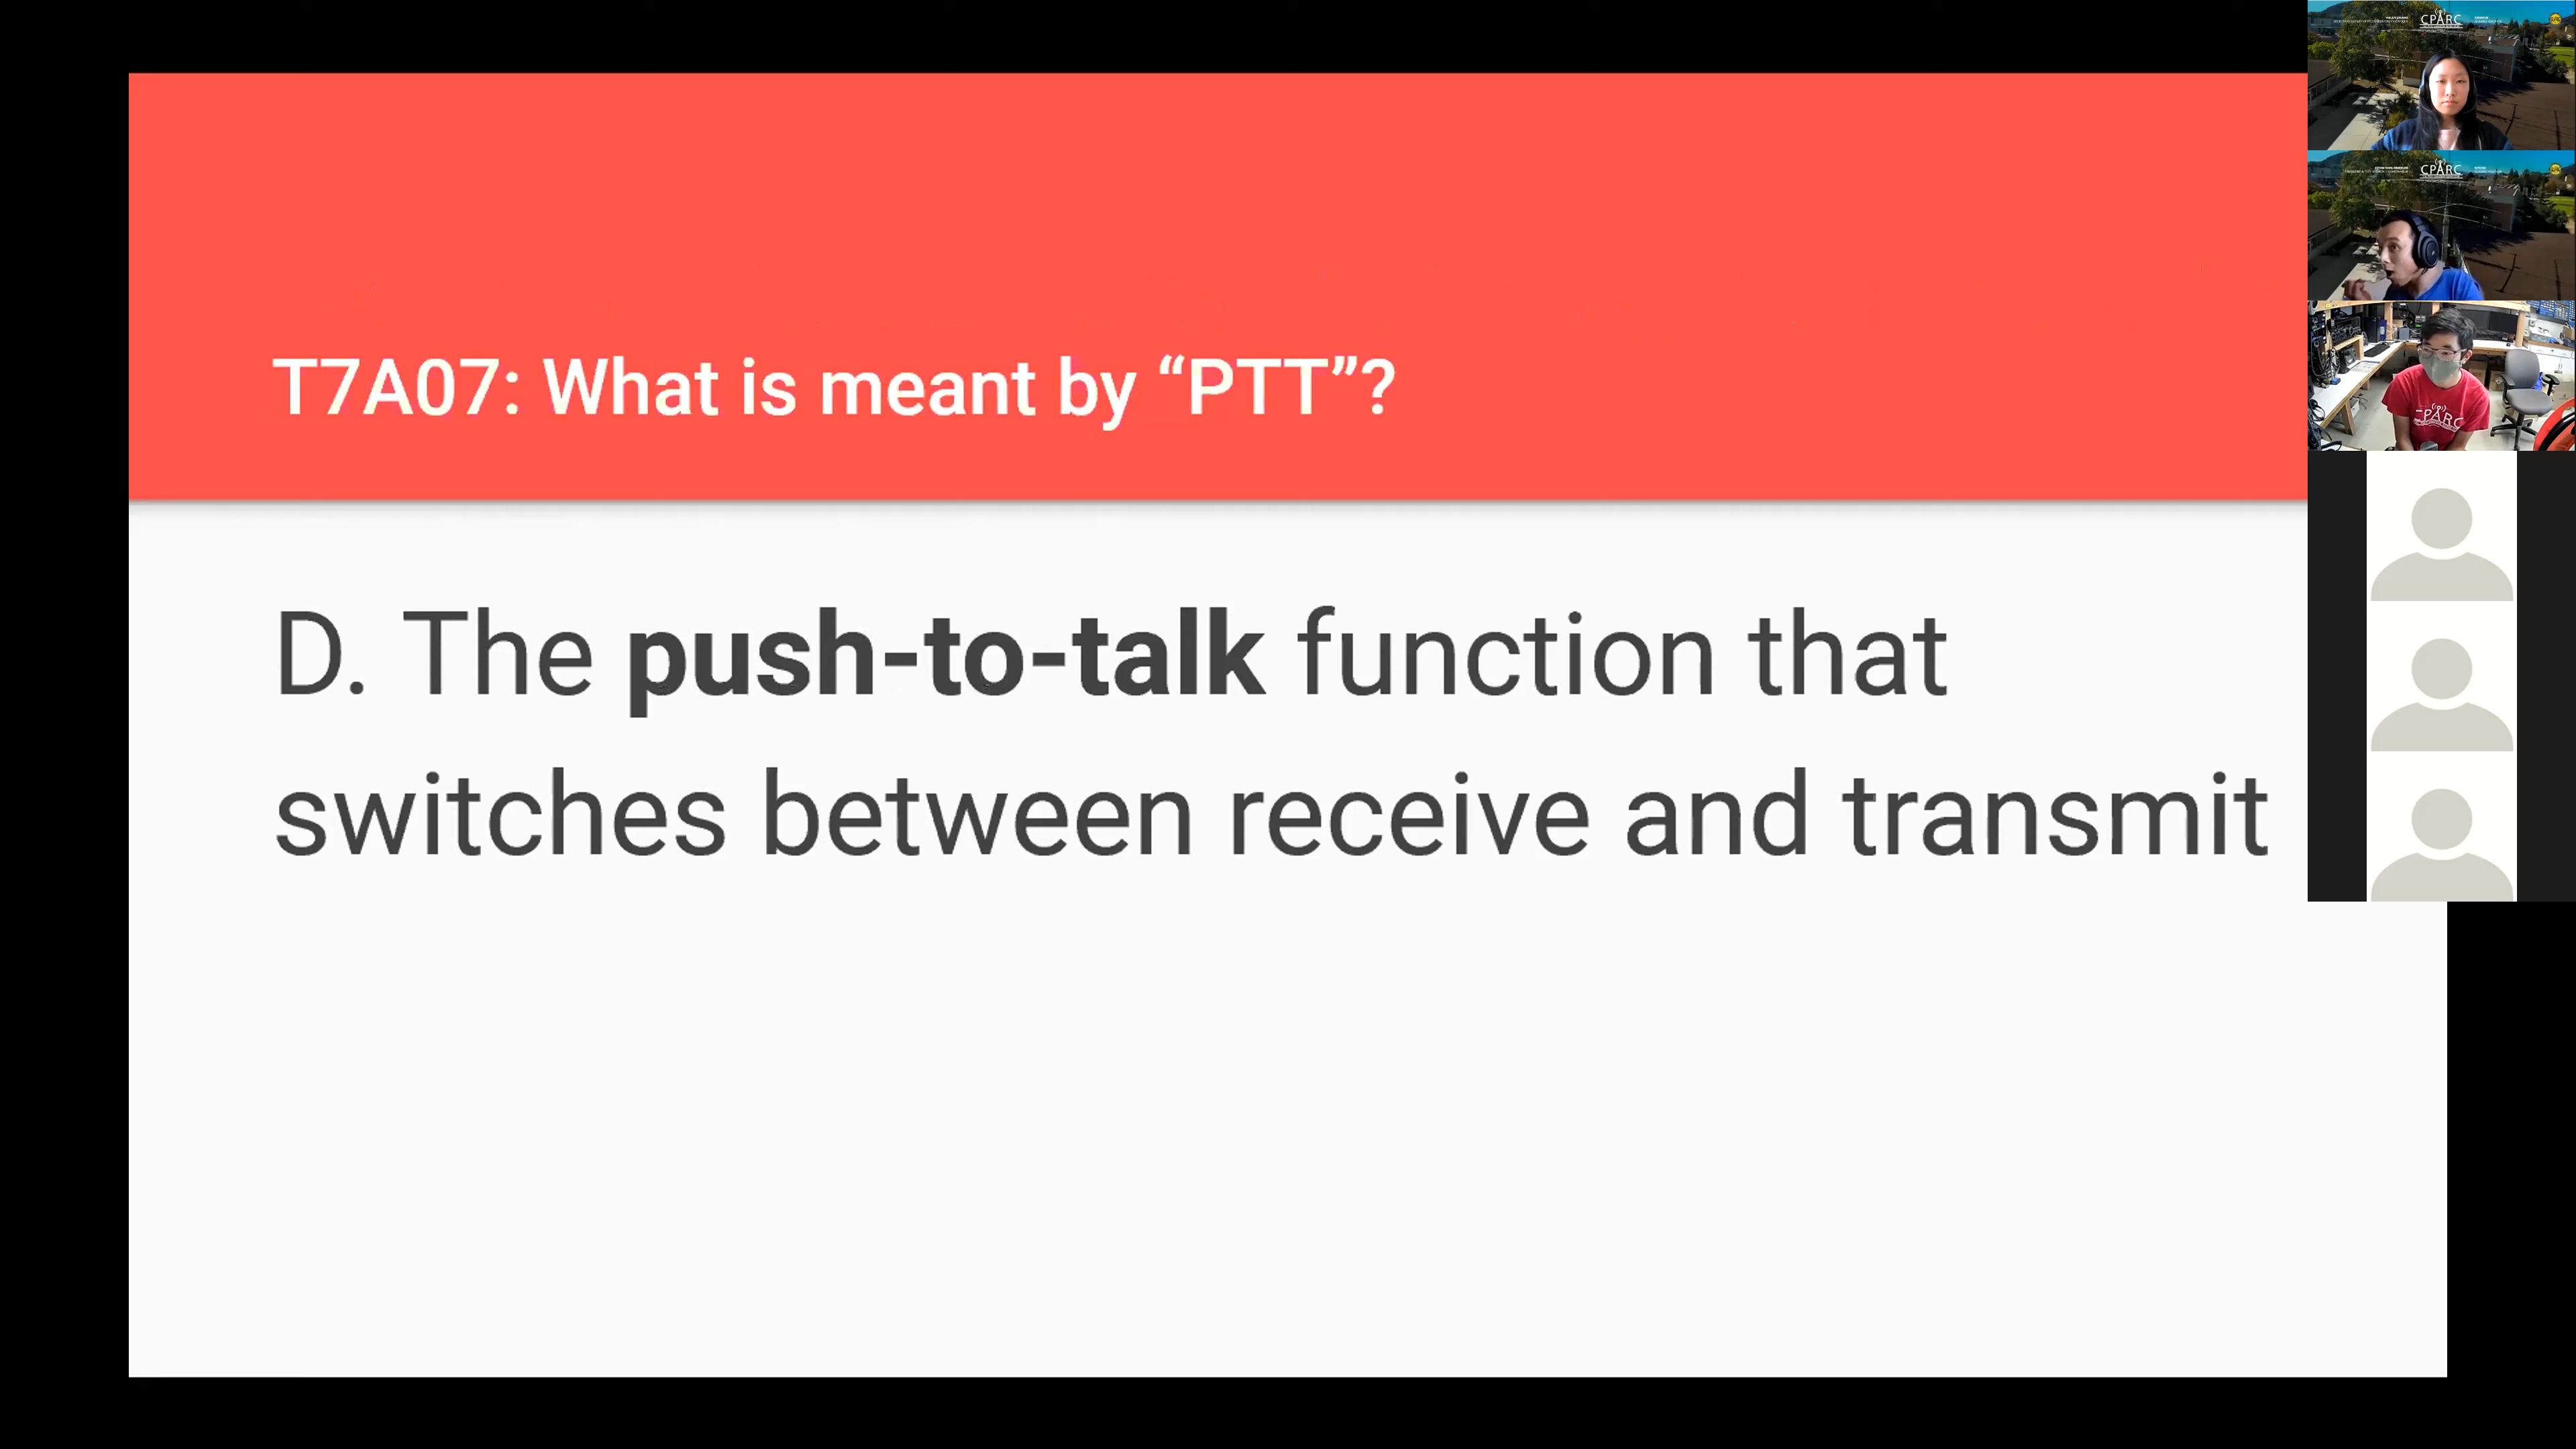 T7A07: What is meant by “PTT”?
D. The push-to-talk function that
switches between receive and transmit
CPARC
CPARC
CPARC